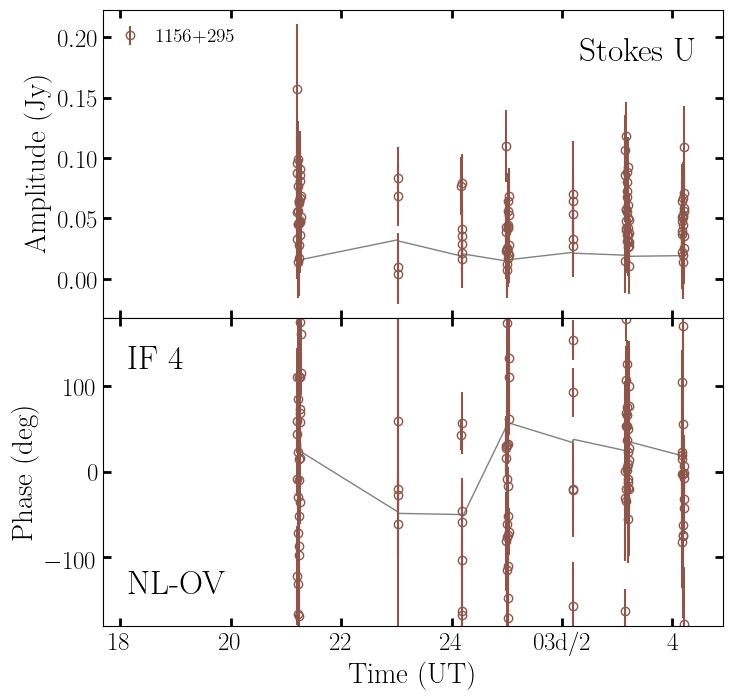 0.20
1156+295
Stokes U
0.15
0.10
0.05
0.00
Amplitude (Jy)
IF 4
100
0
−100
Phase (deg)
NL-OV
18 20 22 24 03d/2 4
Time (UT)